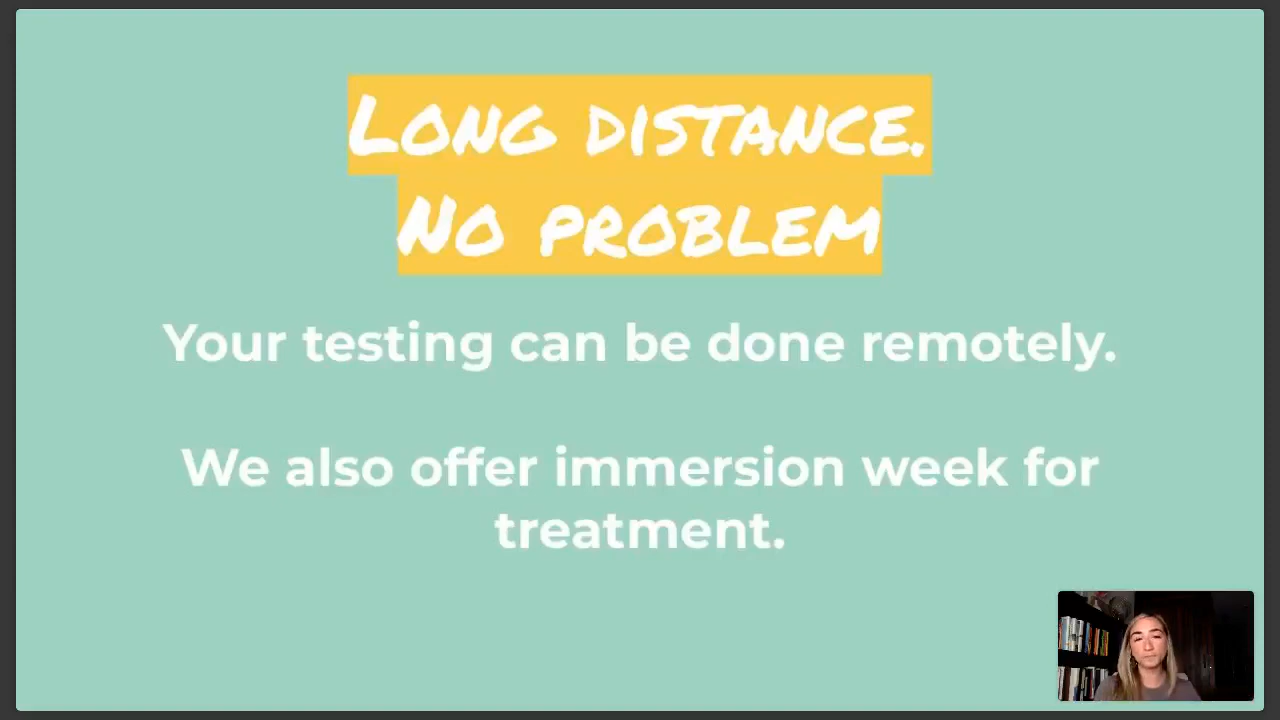 Long distance.
No problem
Your testing can be done remotely.
We also offer immersion week for
treatment.